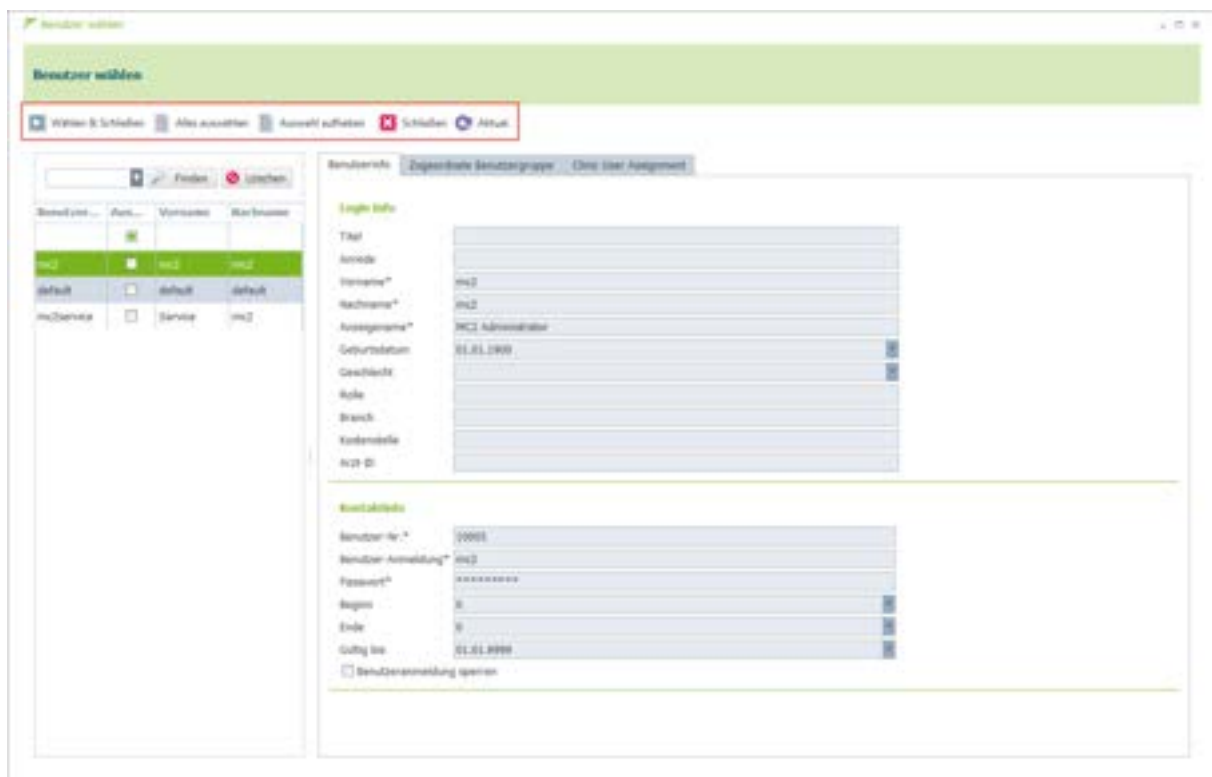 Benutzer wählen
Benutzer wählen
Wählen & Schließen Alles auswählen Auswahl aufheben Schließen Aktual.
Finden Löschen
Benutzer... Aus... Vorname Nachname
mc2 mc2 mc2
default default default
mc2service Service mc2
Benutzerinfo Zugeordnete Benutzergruppe Clinic User Assignment
Login Info
Titel
Anrede
Vorname* mc2
Nachname* mc2
Anzeigename* MC2 Administrator
Geburtsdatum 01.01.1900
Geschlecht
Rolle
Branch
Kostenstelle
Arzt-ID
Kontaktinfo
Benutzer-Nr.*
Benutzer-Anmeldung* mc2
Passwort* *********
Beginn 0
Ende 0
Gültig bis 01.01.9999
Benutzeranmeldung sperren